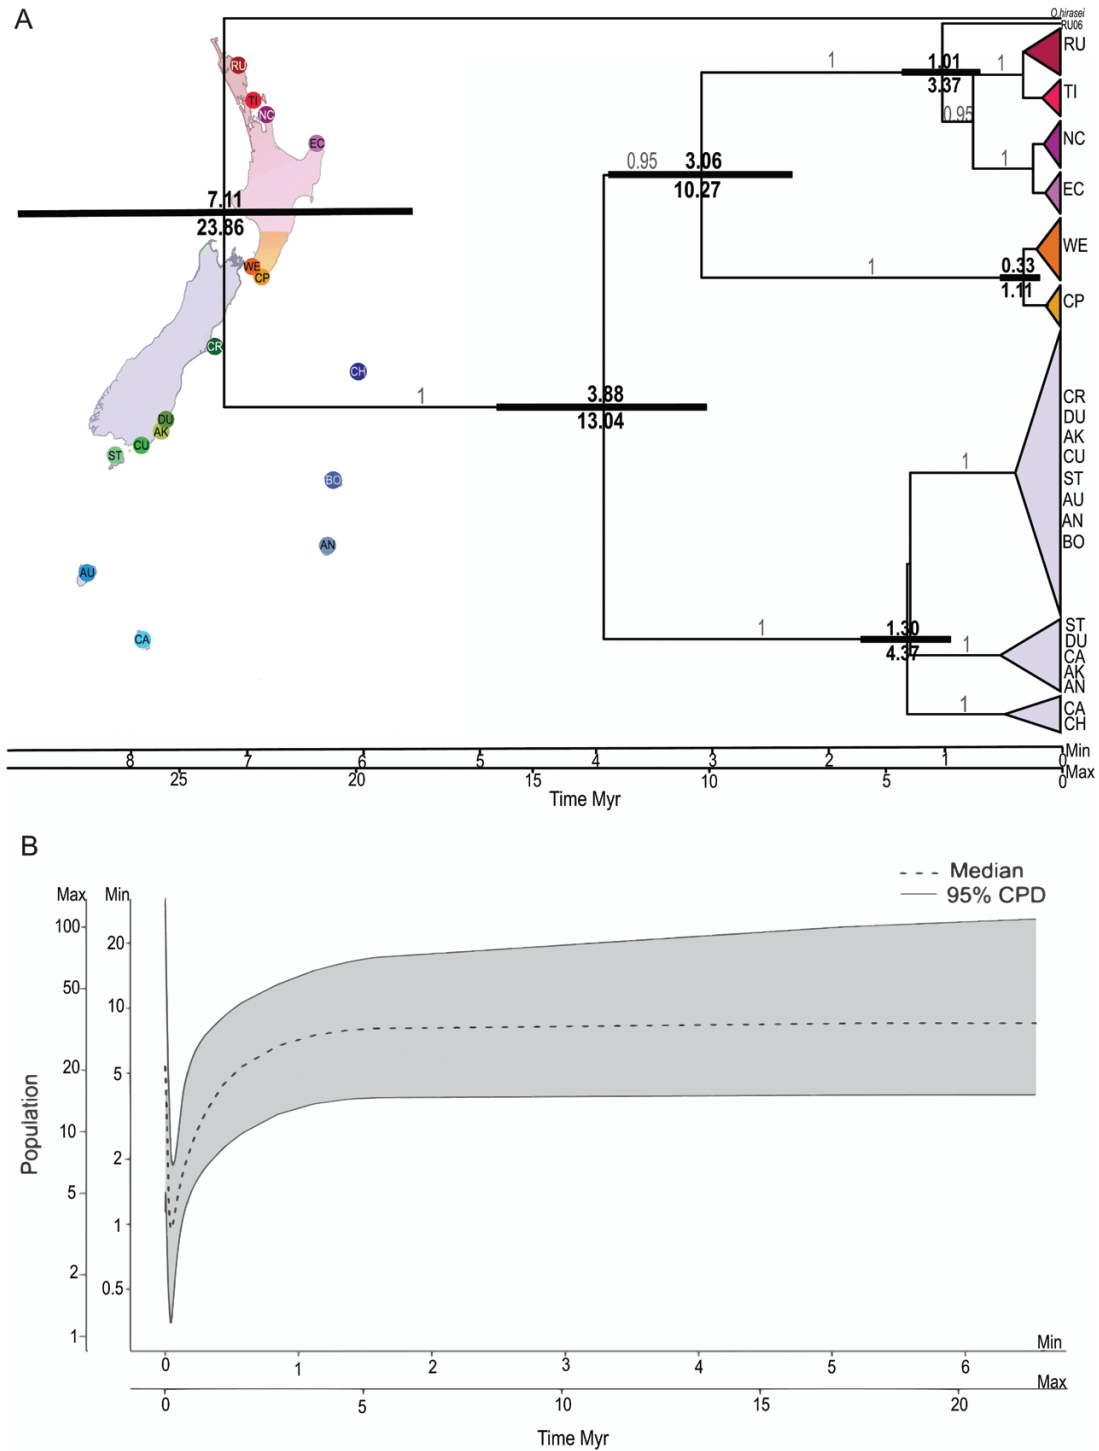 A
O.hirasei
RU06
RU
TI
NC
EC
WE
CP
CR
DU
AK
CU
ST
AU
AN
BO
ST
DU
CA
AK
AN
CA
CH
RU
TI
NC
EC
WE
CP
CR
CH
DU
AK
CU
ST
BO
AN
AU
CA
7.11
23.86
1
3.88
13.04
0.95
3.06
10.27
1
1.01
3.37
0.95
1
1
1
0.33
1.11
1
1.30
4.37
1
1
1
8 7 6 5 4 3 2 1 0 Min
25 20 15 10 5 0 Max
Time Myr
B
Median
95% CPD
Max Min
100
50
20
10
5
2
1
20
10
5
2
1
0.5
Population
Min
0 1 2 3 4 5 6
Max
0 5 10 15 20
Time Myr